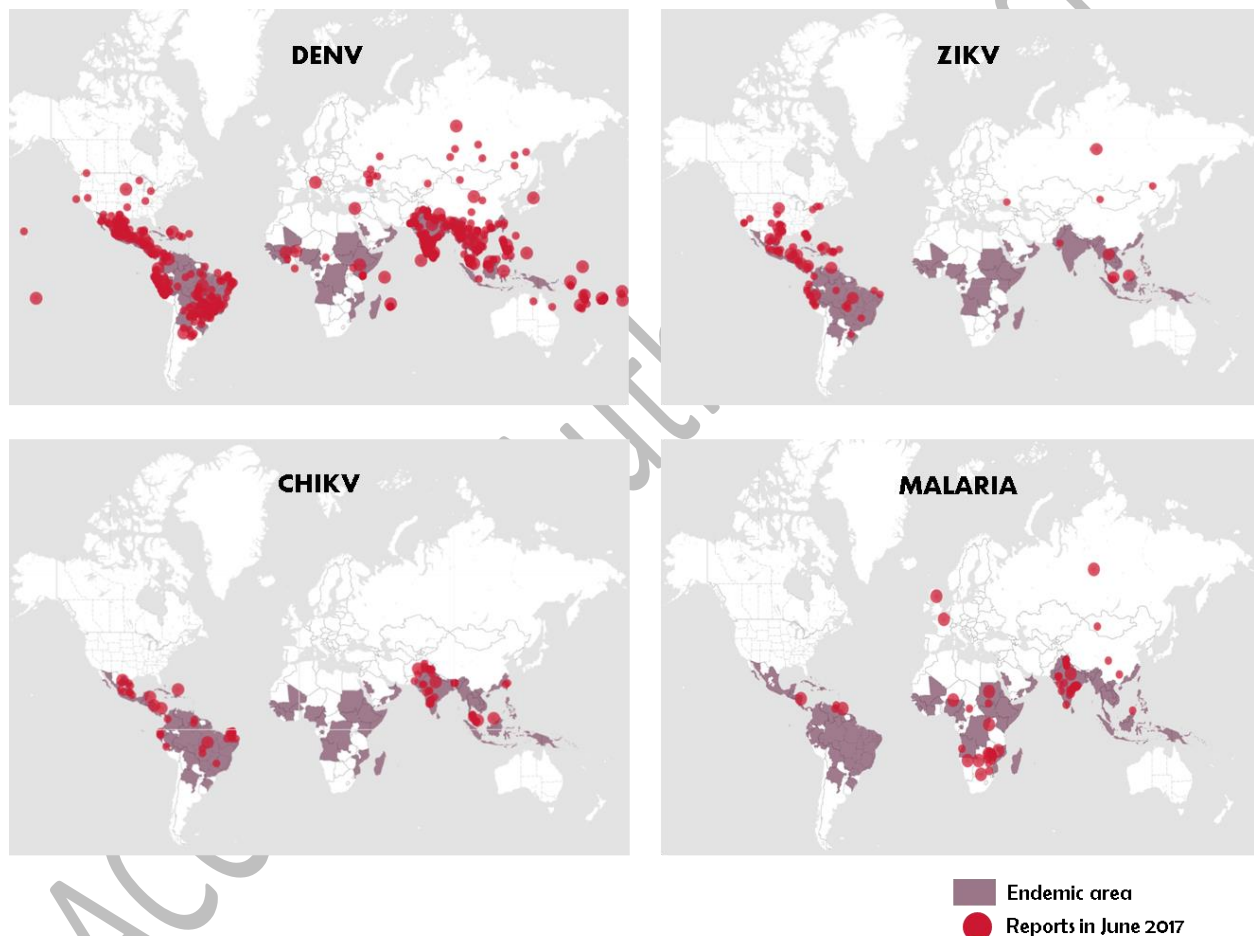 DENV
ZIKV
CHIKV
MALARIA
Endemic area
Reports in June 2017